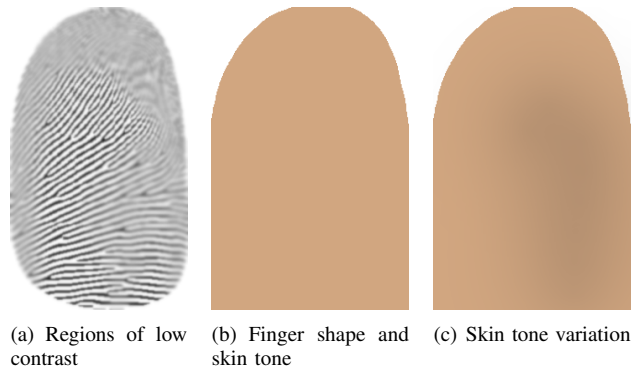 (a) Regions of low
contrast
(b) Finger shape and
skin tone
(c) Skin tone variation